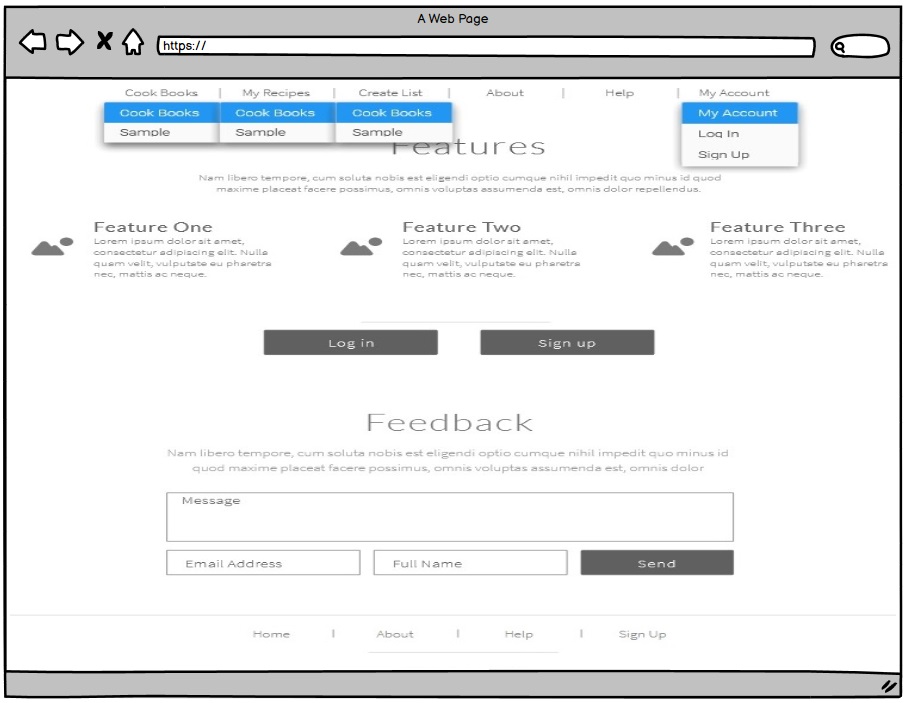 A Web Page
https://
Cook Books | My Recipes | Create List | About | Help | My Account
Cook Books Cook Books Cook Books My Account
Sample Sample Sample Log In
Sign Up
Features
Nam libero tempore, cum soluta nobis est eligendi optio cumque nihil impedit quo minus id quod
maxime placeat facere possimus, omnis voluptas assumenda est, omnis dolor repellendus.
Feature One
Lorem ipsum dolor sit amet,
consectetur adipiscing elit. Nulla
quam velit, vulputate eu pharetra
nec, mattis ac neque.
Feature Two
Lorem ipsum dolor sit amet,
consectetur adipiscing elit. Nulla
quam velit, vulputate eu pharetra
nec, mattis ac neque.
Feature Three
Lorem ipsum dolor sit amet,
consectetur adipiscing elit. Nulla
quam velit, vulputate eu pharetra
nec, mattis ac neque.
Log in Sign up
Feedback
Nam libero tempore, cum soluta nobis est eligendi optio cumque nihil impedit quo minus id
quod maxime placeat facere possimus, omnis voluptas assumenda est, omnis dolor
Message
Email Address Full Name Send
Home | About | Help | Sign Up